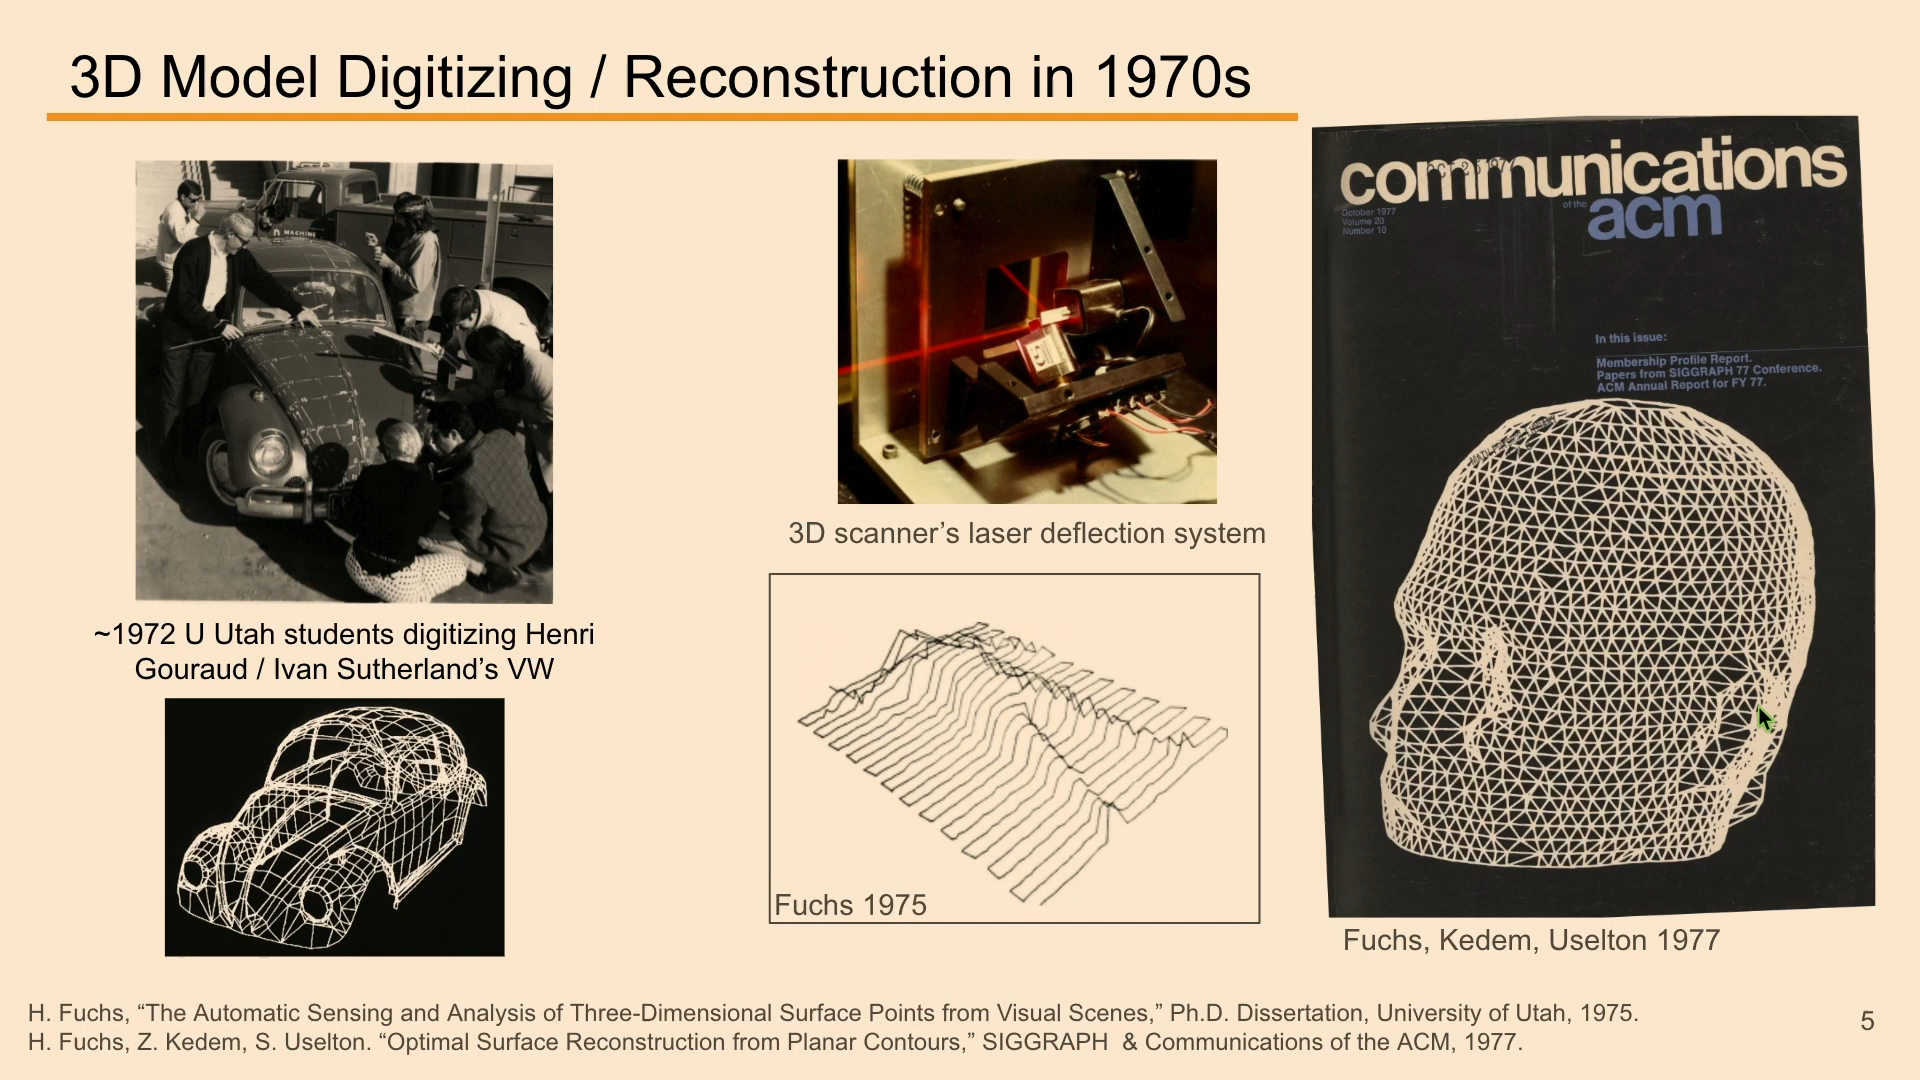 3D Model Digitizing / Reconstruction in 1970s
MACHINE
~1972 U Utah students digitizing Henri
Gouraud / Ivan Sutherland’s VW
3D scanner’s laser deflection system
Fuchs 1975
communications
of the acm
October 1977
Volume 20
Number 10
In this issue:
Membership Profile Report.
Papers from SIGGRAPH 77 Conference.
ACM Annual Report for FY 77.
Fuchs, Kedem, Uselton 1977
H. Fuchs, “The Automatic Sensing and Analysis of Three-Dimensional Surface Points from Visual Scenes,” Ph.D. Dissertation, University of Utah, 1975.
H. Fuchs, Z. Kedem, S. Uselton. “Optimal Surface Reconstruction from Planar Contours,” SIGGRAPH & Communications of the ACM, 1977.
5